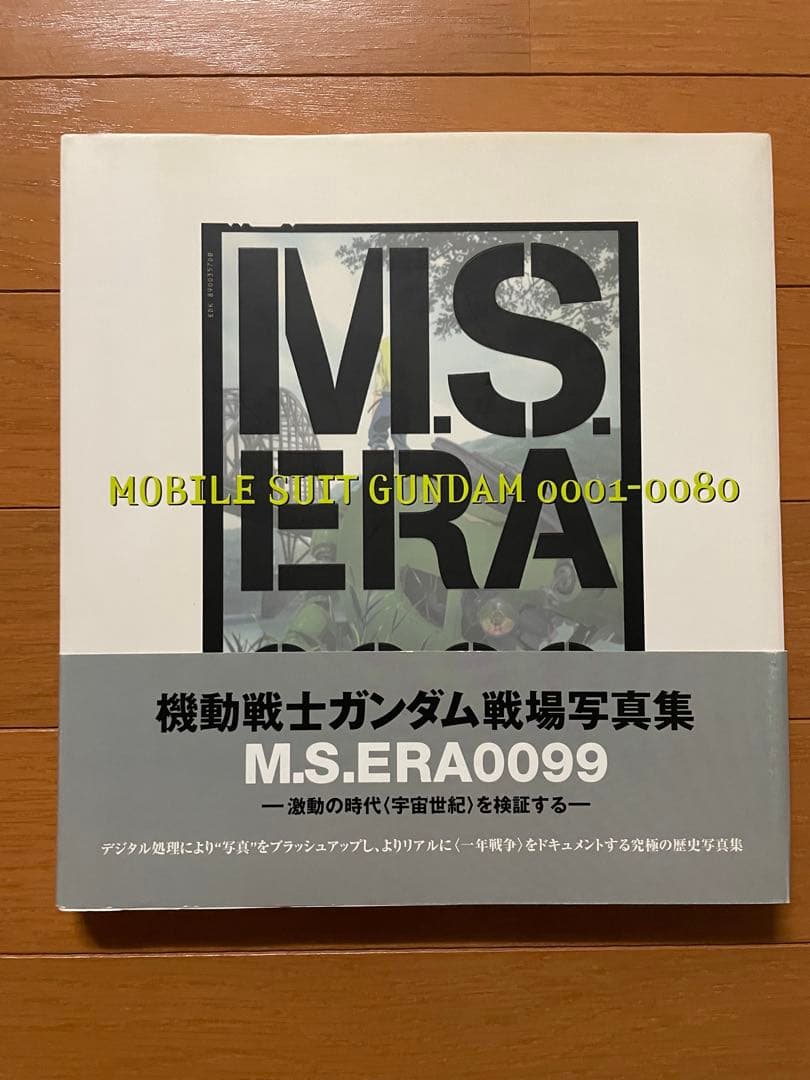 EDK 890035700
M.S.
MOBILE SUIT GUNDAM 0001-0080
ERA
機動戦士ガンダム戦場写真集
M.S.ERA0099
―激動の時代〈宇宙世紀〉を検証する―
デジタル処理により“写真”をブラッシュアップし、よりリアルに〈一年戦争〉をドキュメントする究極の歴史写真集